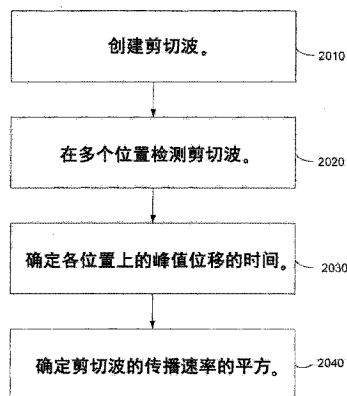 创建剪切波。
2010
在多个位置检测剪切波。
2020
确定各位置上的峰值位移的时间。
2030
确定剪切波的传播速率的平方。
2040